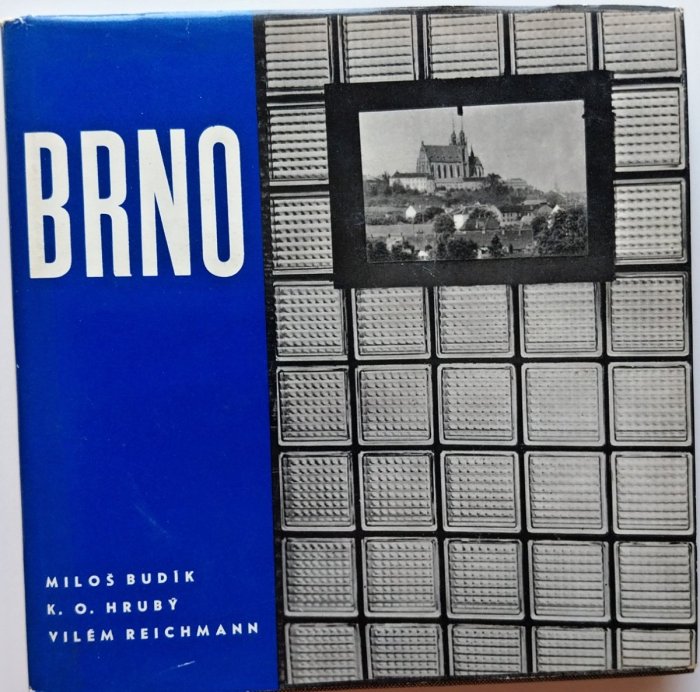 BRNO
MILOŠ BUDÍK
K. O. HRUBÝ
VILÉM REICHMANN